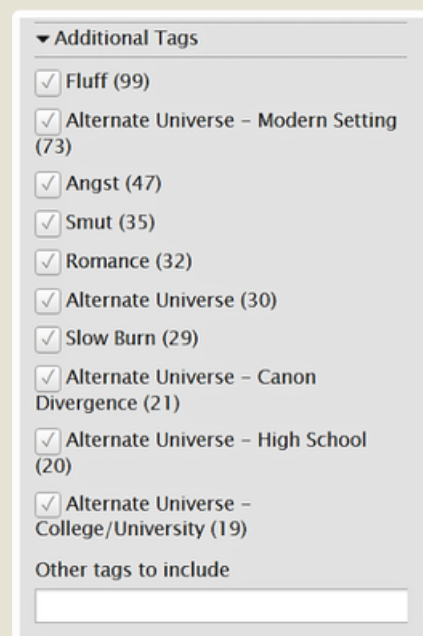 Additional Tags
Fluff (99)
Alternate Universe – Modern Setting
(73)
Angst (47)
Smut (35)
Romance (32)
Alternate Universe (30)
Slow Burn (29)
Alternate Universe – Canon
Divergence (21)
Alternate Universe – High School
(20)
Alternate Universe –
College/University (19)
Other tags to include